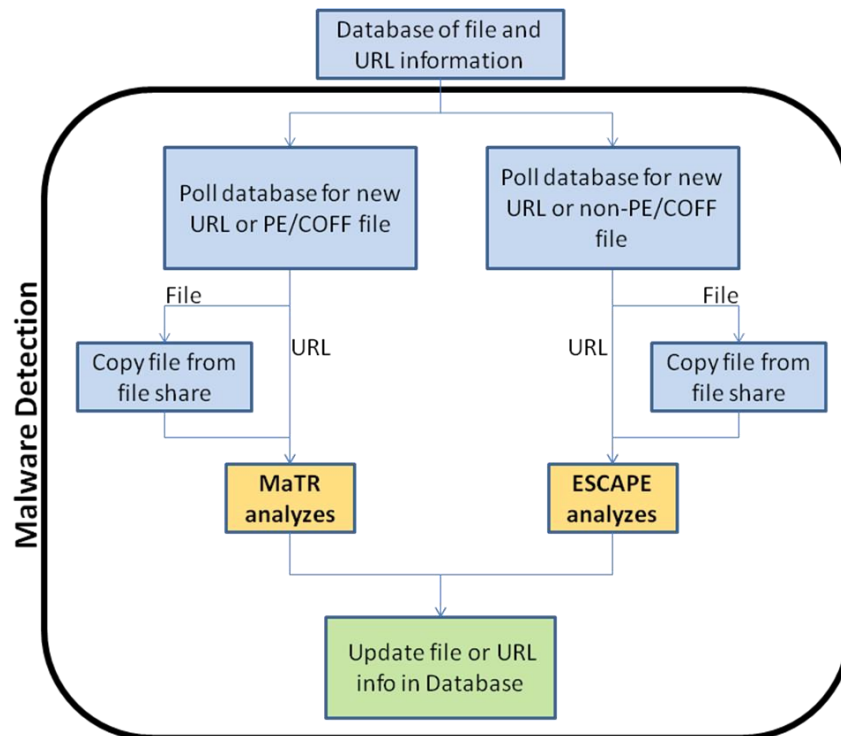 Database of file and
URL information
Malware Detection
Poll database for new
URL or PE/COFF file
Poll database for new
URL or non-PE/COFF
file
File
URL
Copy file from
file share
File
URL
Copy file from
file share
MaTR
analyzes
ESCAPE
analyzes
Update file or URL
info in Database